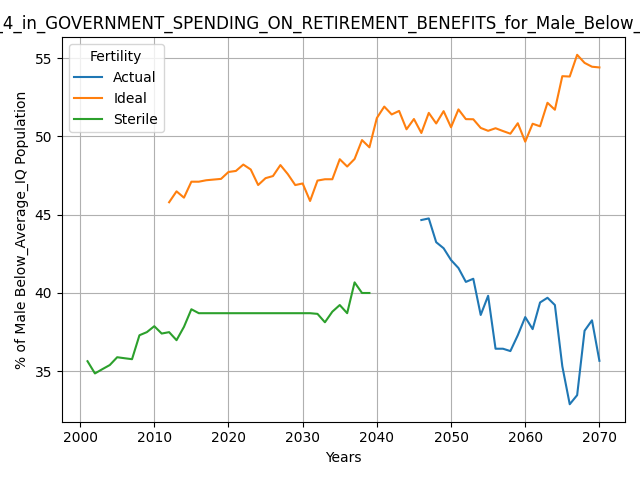 _4_in_GOVERNMENT_SPENDING_ON_RETIREMENT_BENEFITS_for_Male_Below_
Fertility
Actual
Ideal
Sterile
% of Male Below_Average_IQ Population
55
50
45
40
35
2000 2010 2020 2030 2040 2050 2060 2070
Years